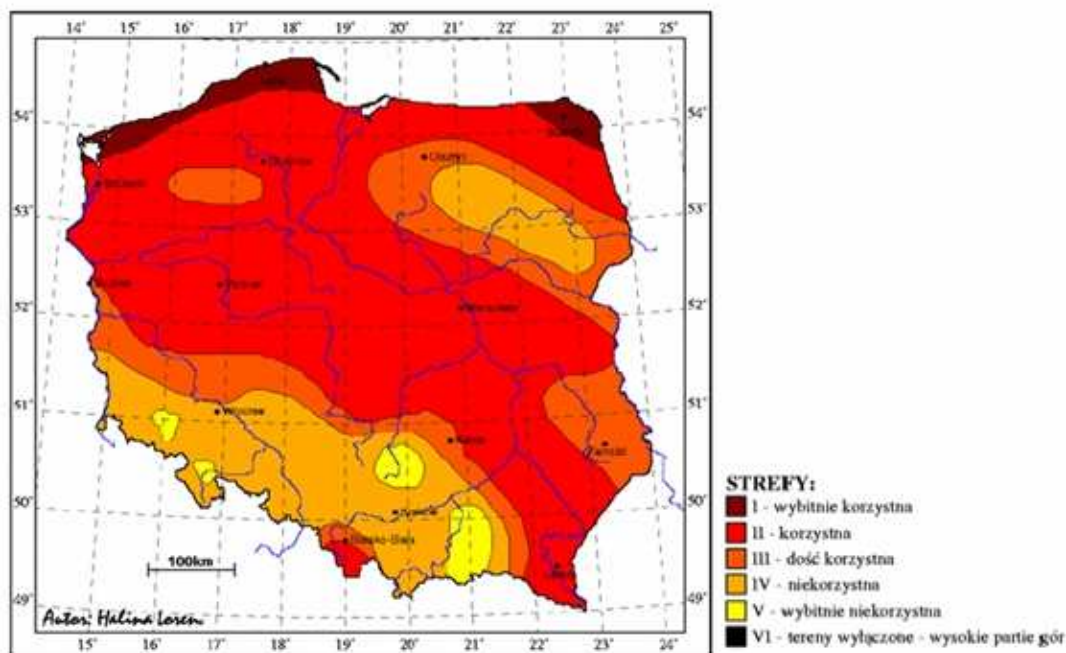 14° 15° 16° 17° 18° 19° 20° 21° 22° 23° 24°
54° 54°
53° 53°
52° 52°
51° 51°
50° 50°
49° 49°
Olsztyn
Poznań
Warszawa
Wrocław
Kielce
Zamość
Kraków
Bielsko-Biała
100km
Autor: Halina Loren.
15° 16° 17° 18° 19° 20° 21° 22° 23° 24° 25°
STREFY:
I - wybitnie korzystna
II - korzystna
III - dość korzystna
IV - niekorzystna
V - wybitnie niekorzystna
VI - tereny wyłączone - wysokie partie gór